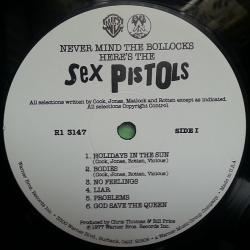 NEVER MIND THE BOLLOCKS
HERE'S THE
SEX PISTOLS
All selections written by Cook, Jones, Matlock and Rotten except as indicated.
All selections Copyright Control.
R1 3147
SIDE 1
1. HOLIDAYS IN THE SUN
(Cook, Jones, Rotten, Vicious)
2. BODIES
(Cook, Jones, Rotten, Vicious)
3. NO FEELINGS
4. LIAR
5. PROBLEMS
6. GOD SAVE THE QUEEN
Produced by Chris Thomas & Bill Price
℗ 1977 Warner Bros. Records Inc.